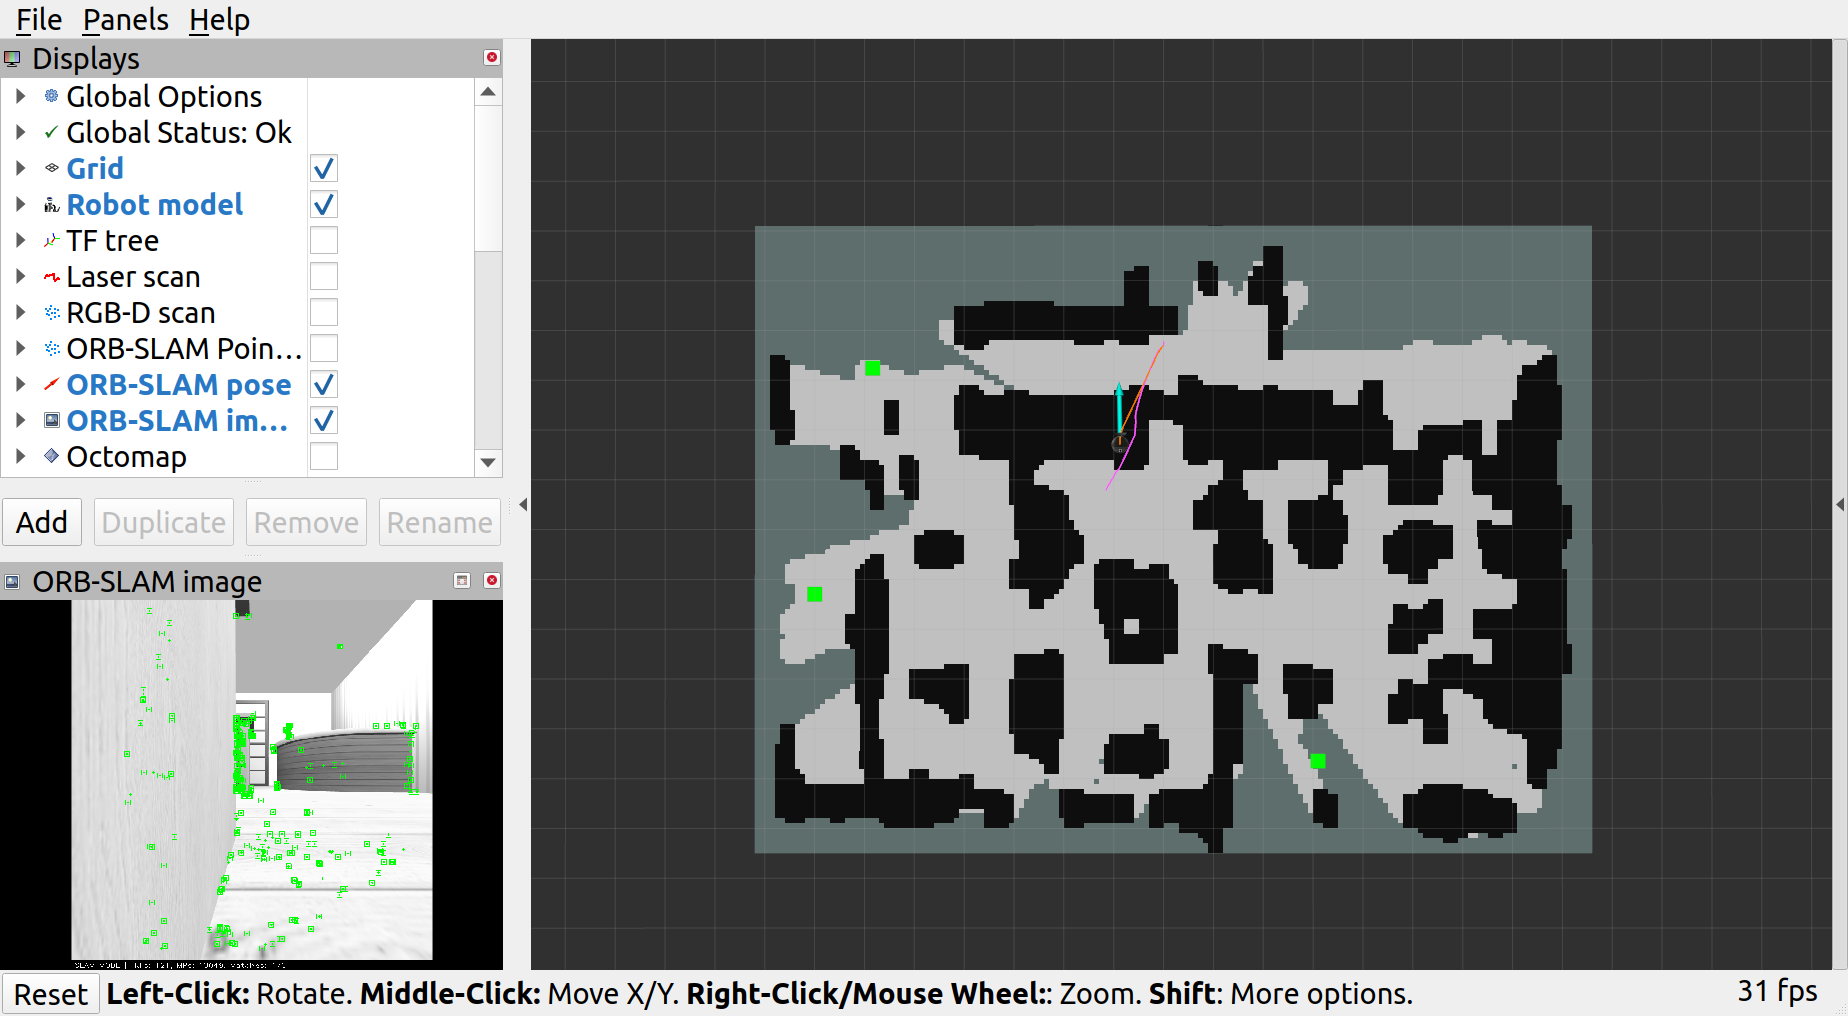 File Panels Help
Displays
Global Options
Global Status: Ok
Grid
Robot model
TF tree
Laser scan
RGB-D scan
ORB-SLAM Poin...
ORB-SLAM pose
ORB-SLAM im...
Octomap
Add Duplicate Remove Rename
ORB-SLAM image
Reset Left-Click: Rotate. Middle-Click: Move X/Y. Right-Click/Mouse Wheel:: Zoom. Shift: More options. 31 fps